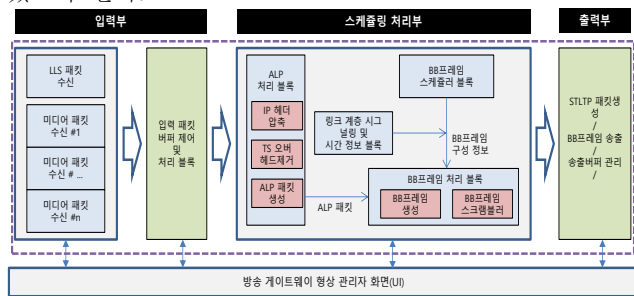 입력부
스케쥴링 처리부
출력부
LLS 패킷
수신
미디어 패킷
수신 #1
미디어 패킷
수신 # ...
미디어 패킷
수신 #n
입력 패킷
버퍼 제어
및
처리 블록
ALP
처리 블록
IP 헤더
압축
TS 오버
헤드제거
ALP 패킷
생성
BB프레임
스케쥴러 블록
링크 계층 시그
널링 및
시간 정보 블록
BB프레임
구성 정보
ALP 패킷
BB프레임 처리 블록
BB프레임
생성
BB프레임
스크램블러
STLTP 패킷생
성
/
BB프레임 송출
/
송출버퍼 관리
/
방송 게이트웨이 형상 관리자 화면(UI)